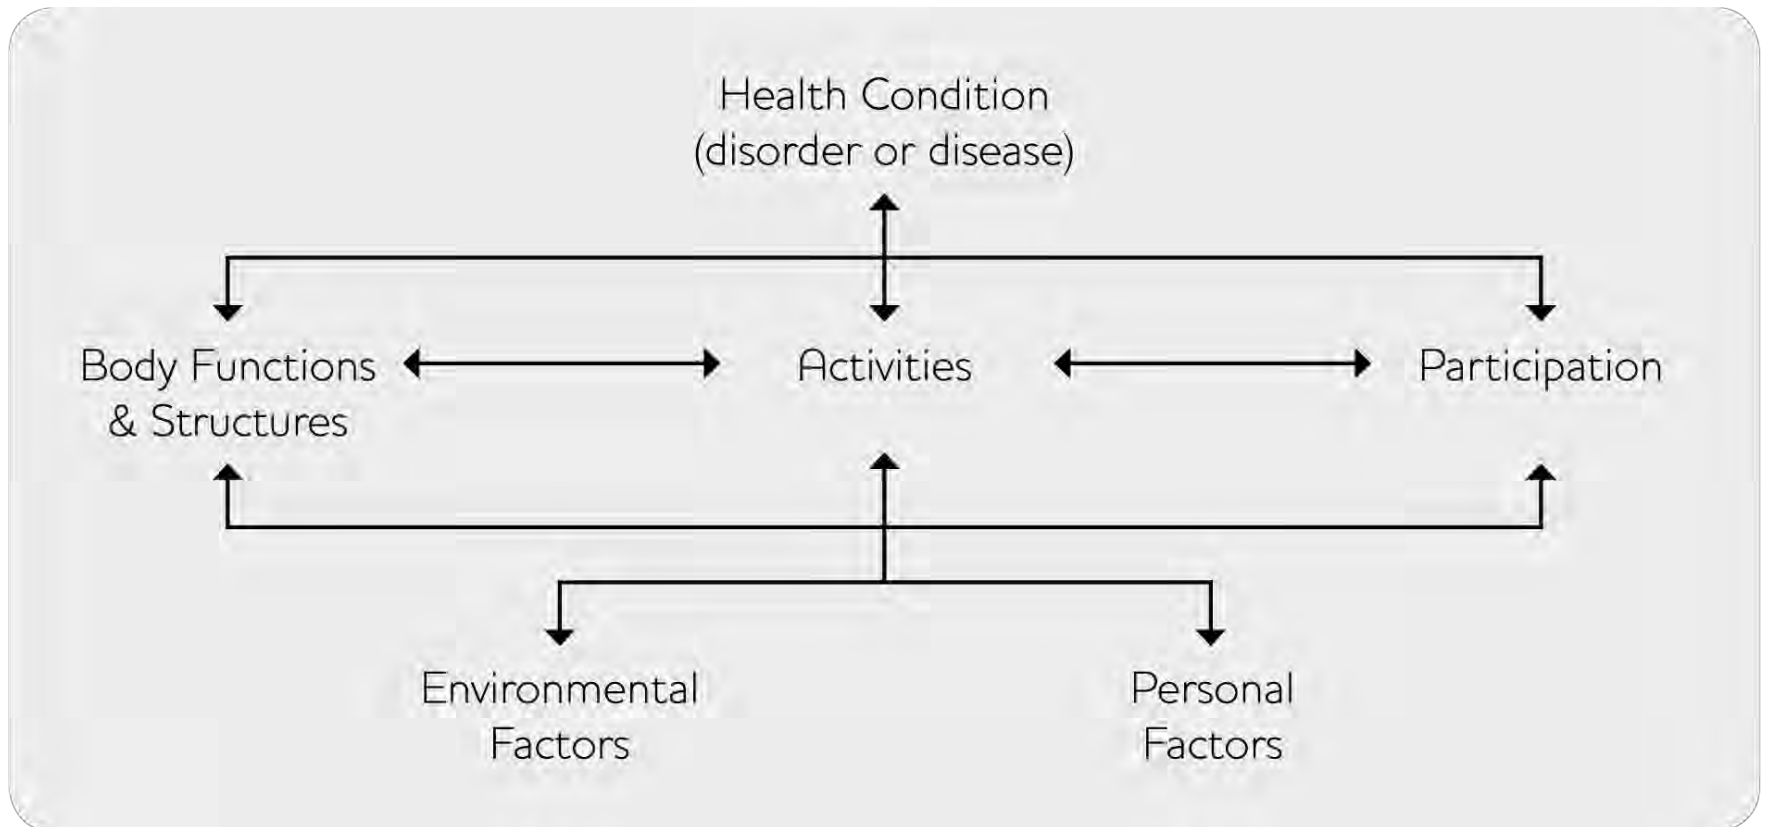 Health Condition
(disorder or disease)
Body Functions
& Structures
Activities
Participation
Environmental
Factors
Personal
Factors